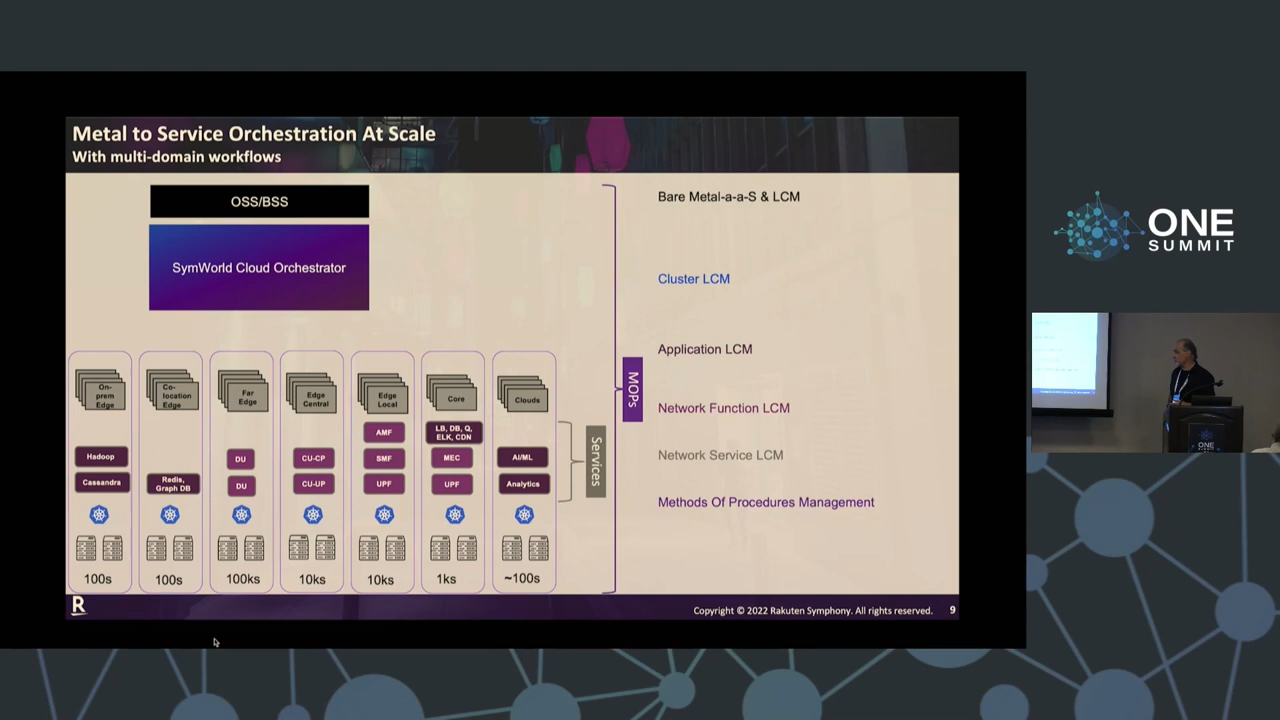 Metal to Service Orchestration At Scale
With multi-domain workflows
OSS/BSS
SymWorld Cloud Orchestrator
On-
prem
Edge
Co-
location
Edge
Far
Edge
Edge
Central
Edge
Local
Core
Clouds
AMF
LB, DB, Q,
ELK, CDN
Hadoop
DU
CU-CP
SMF
MEC
AI/ML
Cassandra
Redis,
Graph DB
DU
CU-UP
UPF
UPF
Analytics
100s
100s
100ks
10ks
10ks
1ks
~100s
Services
MOPs
Bare Metal-a-a-S & LCM
Cluster LCM
Application LCM
Network Function LCM
Network Service LCM
Methods Of Procedures Management
R
Copyright © 2022 Rakuten Symphony. All rights reserved.
9
ONE
SUMMIT
ONE